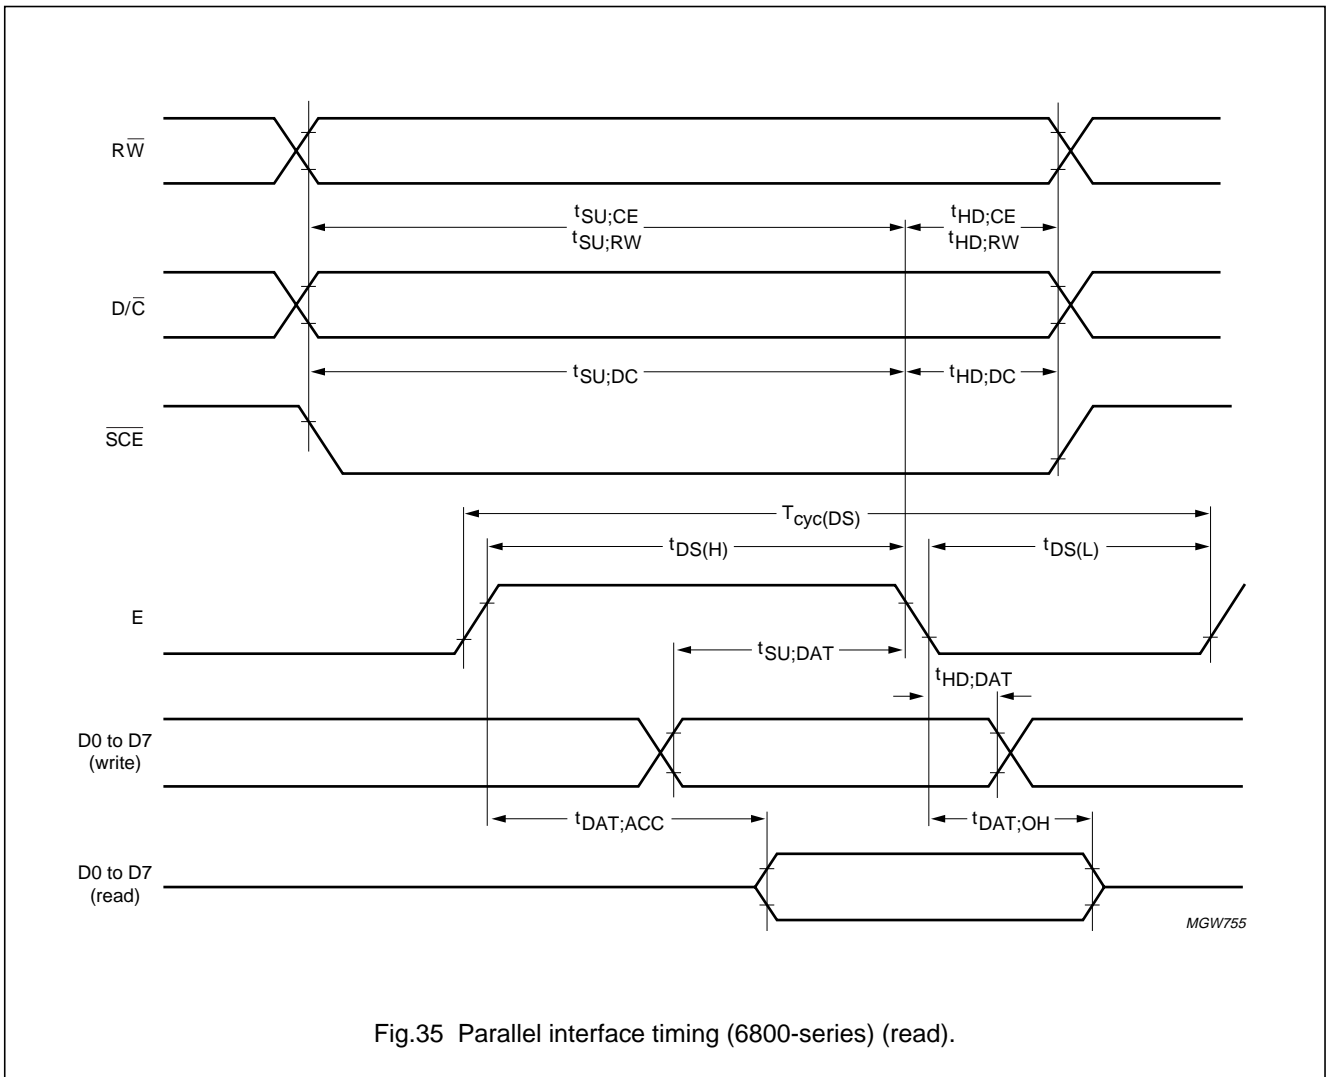 RW̅
tSU;CE
tSU;RW
tHD;CE
tHD;RW
D/C̅
tSU;DC
tHD;DC
S̅C̅E̅
Tcyc(DS)
tDS(H)
tDS(L)
E
tSU;DAT
tHD;DAT
D0 to D7
(write)
tDAT;ACC
tDAT;OH
D0 to D7
(read)
MGW755
Fig.35 Parallel interface timing (6800-series) (read).